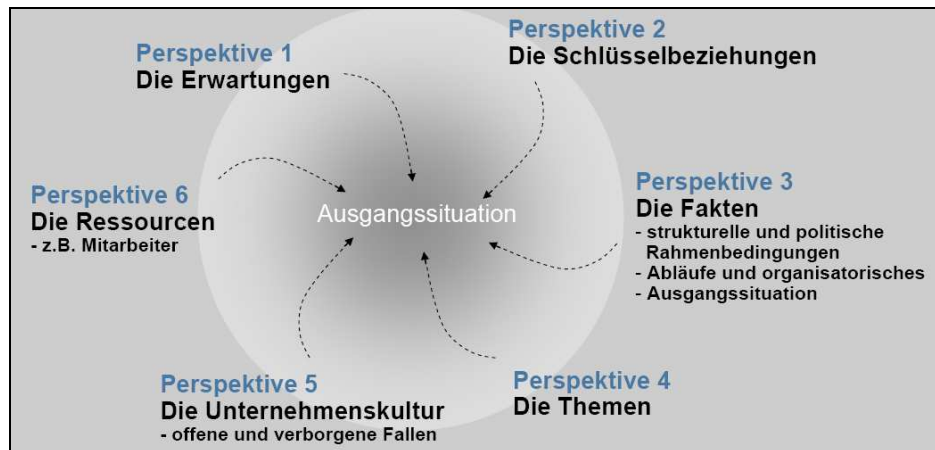 Perspektive 1
Die Erwartungen
Perspektive 2
Die Schlüsselbeziehungen
Perspektive 6
Die Ressourcen
- z.B. Mitarbeiter
Ausgangssituation
Perspektive 3
Die Fakten
- strukturelle und politische
Rahmenbedingungen
- Abläufe und organisatorisches
- Ausgangssituation
Perspektive 5
Die Unternehmenskultur
- offene und verborgene Fallen
Perspektive 4
Die Themen